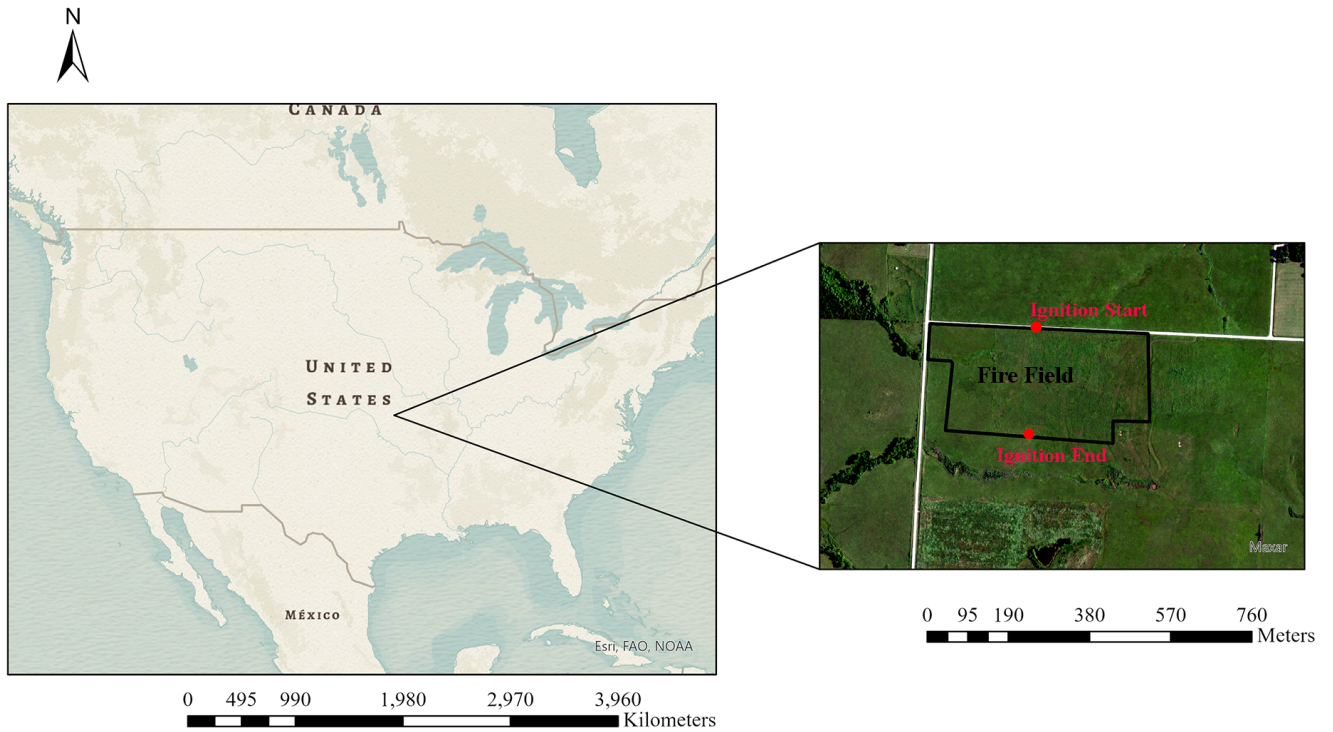 N
CANADA
UNITED
STATES
MÉXICO
Esri, FAO, NOAA
0 495 990 1,980 2,970 3,960
Kilometers
Ignition Start
Fire Field
Ignition End
Maxar
0 95 190 380 570 760
Meters